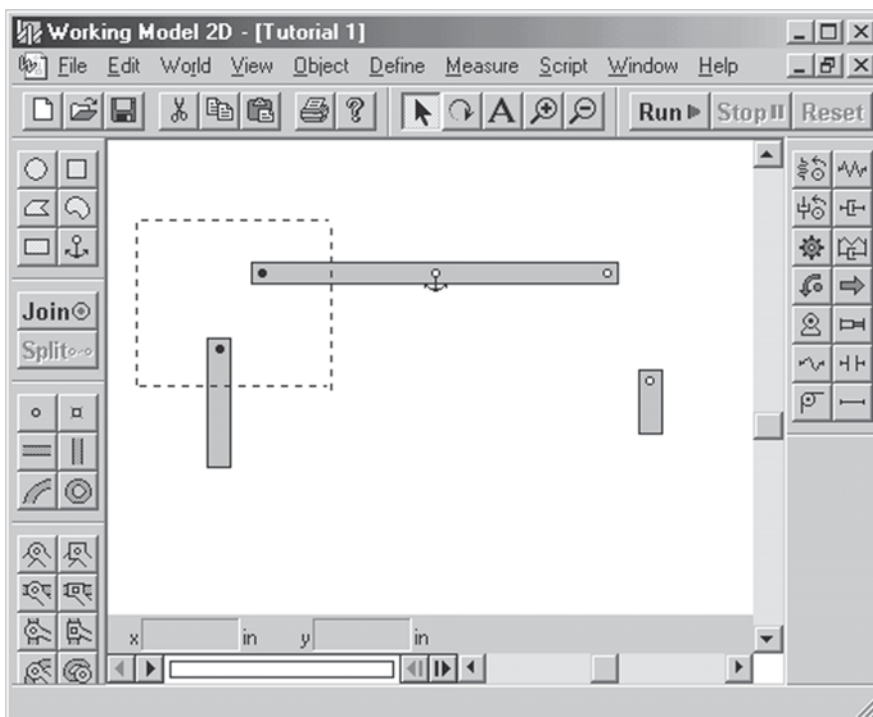 Working Model 2D - [Tutorial 1]
File Edit World View Object Define Measure Script Window Help
A Run Stop Reset
Join
Split
x in y in